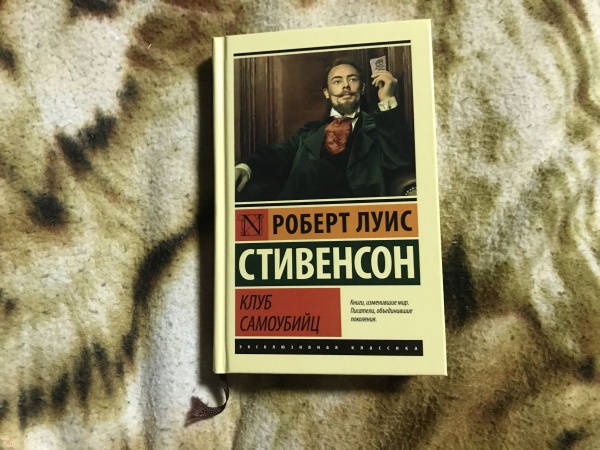 N РОБЕРТ ЛУИС
СТИВЕНСОН
КЛУБ
САМОУБИЙЦ
Книги, изменившие мир.
Писатели, объединившие
поколения.
ЭКСКЛЮЗИВНАЯ КЛАССИКА